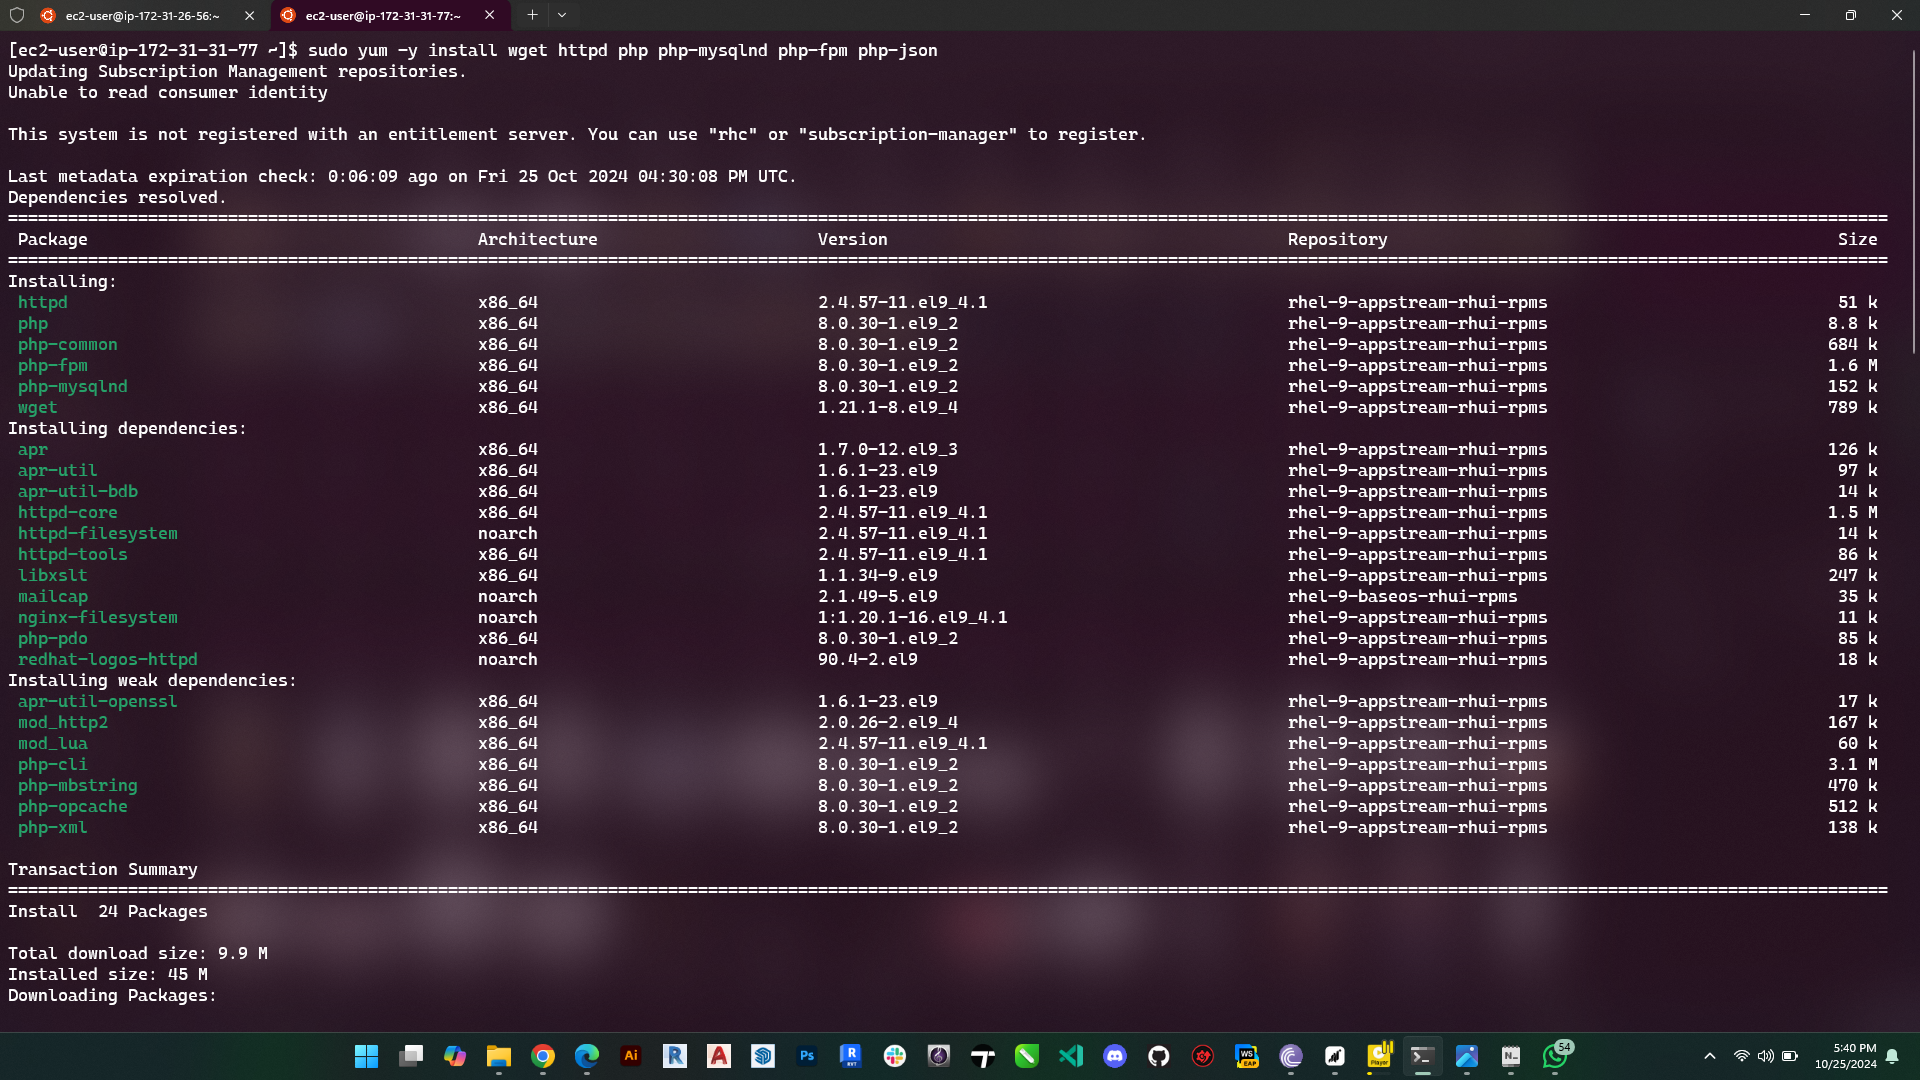 ec2-user@ip-172-31-26-56:~
ec2-user@ip-172-31-31-77:~
[ec2-user@ip-172-31-31-77 ~]$ sudo yum -y install wget httpd php php-mysqlnd php-fpm php-json
Updating Subscription Management repositories.
Unable to read consumer identity
This system is not registered with an entitlement server. You can use "rhc" or "subscription-manager" to register.
Last metadata expiration check: 0:06:09 ago on Fri 25 Oct 2024 04:30:08 PM UTC.
Dependencies resolved.
Package Architecture Version Repository Size
Installing:
httpd x86_64 2.4.57-11.el9_4.1 rhel-9-appstream-rhui-rpms 51 k
php x86_64 8.0.30-1.el9_2 rhel-9-appstream-rhui-rpms 8.8 k
php-common x86_64 8.0.30-1.el9_2 rhel-9-appstream-rhui-rpms 684 k
php-fpm x86_64 8.0.30-1.el9_2 rhel-9-appstream-rhui-rpms 1.6 M
php-mysqlnd x86_64 8.0.30-1.el9_2 rhel-9-appstream-rhui-rpms 152 k
wget x86_64 1.21.1-8.el9_4 rhel-9-appstream-rhui-rpms 789 k
Installing dependencies:
apr x86_64 1.7.0-12.el9_3 rhel-9-appstream-rhui-rpms 126 k
apr-util x86_64 1.6.1-23.el9 rhel-9-appstream-rhui-rpms 97 k
apr-util-bdb x86_64 1.6.1-23.el9 rhel-9-appstream-rhui-rpms 14 k
httpd-core x86_64 2.4.57-11.el9_4.1 rhel-9-appstream-rhui-rpms 1.5 M
httpd-filesystem noarch 2.4.57-11.el9_4.1 rhel-9-appstream-rhui-rpms 14 k
httpd-tools x86_64 2.4.57-11.el9_4.1 rhel-9-appstream-rhui-rpms 86 k
libxslt x86_64 1.1.34-9.el9 rhel-9-appstream-rhui-rpms 247 k
mailcap noarch 2.1.49-5.el9 rhel-9-baseos-rhui-rpms 35 k
nginx-filesystem noarch 1:1.20.1-16.el9_4.1 rhel-9-appstream-rhui-rpms 11 k
php-pdo x86_64 8.0.30-1.el9_2 rhel-9-appstream-rhui-rpms 85 k
redhat-logos-httpd noarch 90.4-2.el9 rhel-9-appstream-rhui-rpms 18 k
Installing weak dependencies:
apr-util-openssl x86_64 1.6.1-23.el9 rhel-9-appstream-rhui-rpms 17 k
mod_http2 x86_64 2.0.26-2.el9_4 rhel-9-appstream-rhui-rpms 167 k
mod_lua x86_64 2.4.57-11.el9_4.1 rhel-9-appstream-rhui-rpms 60 k
php-cli x86_64 8.0.30-1.el9_2 rhel-9-appstream-rhui-rpms 3.1 M
php-mbstring x86_64 8.0.30-1.el9_2 rhel-9-appstream-rhui-rpms 470 k
php-opcache x86_64 8.0.30-1.el9_2 rhel-9-appstream-rhui-rpms 512 k
php-xml x86_64 8.0.30-1.el9_2 rhel-9-appstream-rhui-rpms 138 k
Transaction Summary
Install 24 Packages
Total download size: 9.9 M
Installed size: 45 M
Downloading Packages:
54
5:40 PM
10/25/2024